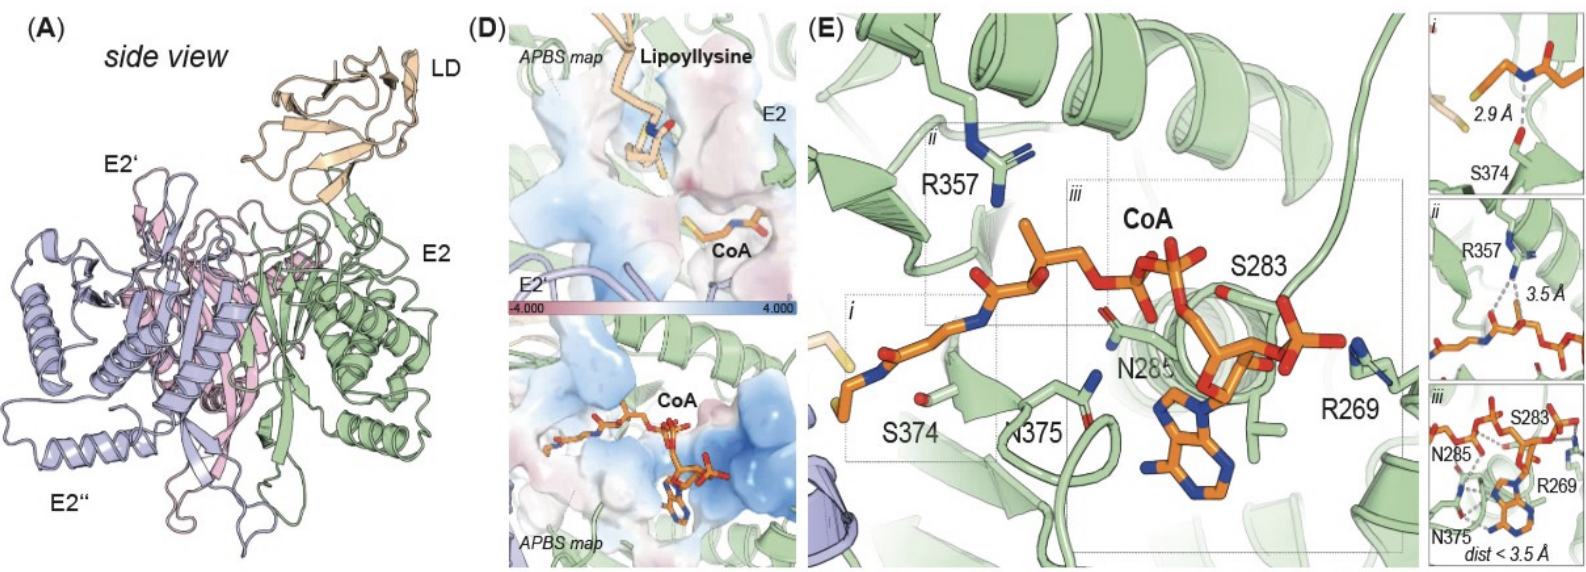 (A)
side view
LD
E2‘
E2
E2“
(D)
APBS map
Lipoyllysine
E2
CoA
E2‘
-4.000
4.000
CoA
APBS map
(E)
ii
R357
iii
CoA
S283
i
N285
R269
S374
N375
i
2.9 Å
S374
ii
R357
3.5 Å
iii
S283
N285
R269
N375
dist < 3.5 Å